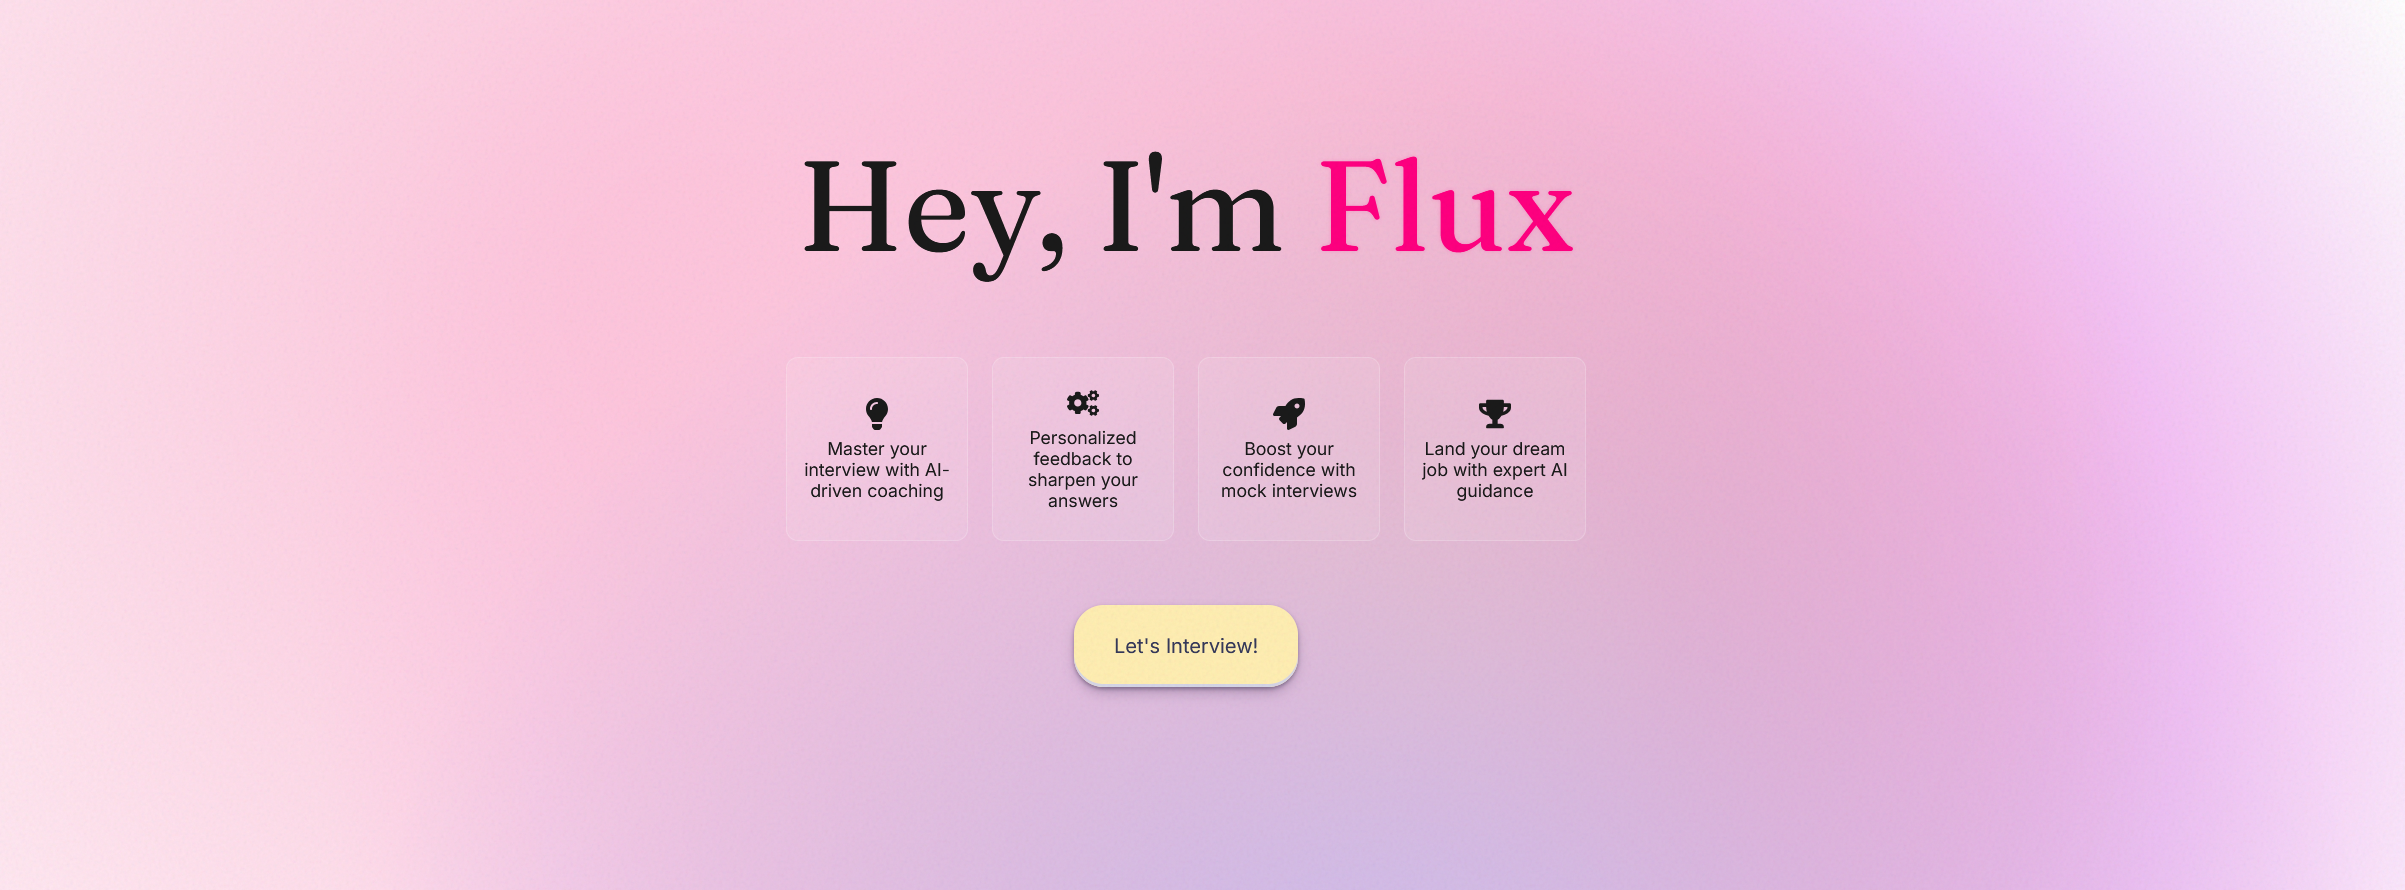 Hey, I'm Flux
Master your
interview with AI-
driven coaching
Personalized
feedback to
sharpen your
answers
Boost your
confidence with
mock interviews
Land your dream
job with expert AI
guidance
Let's Interview!